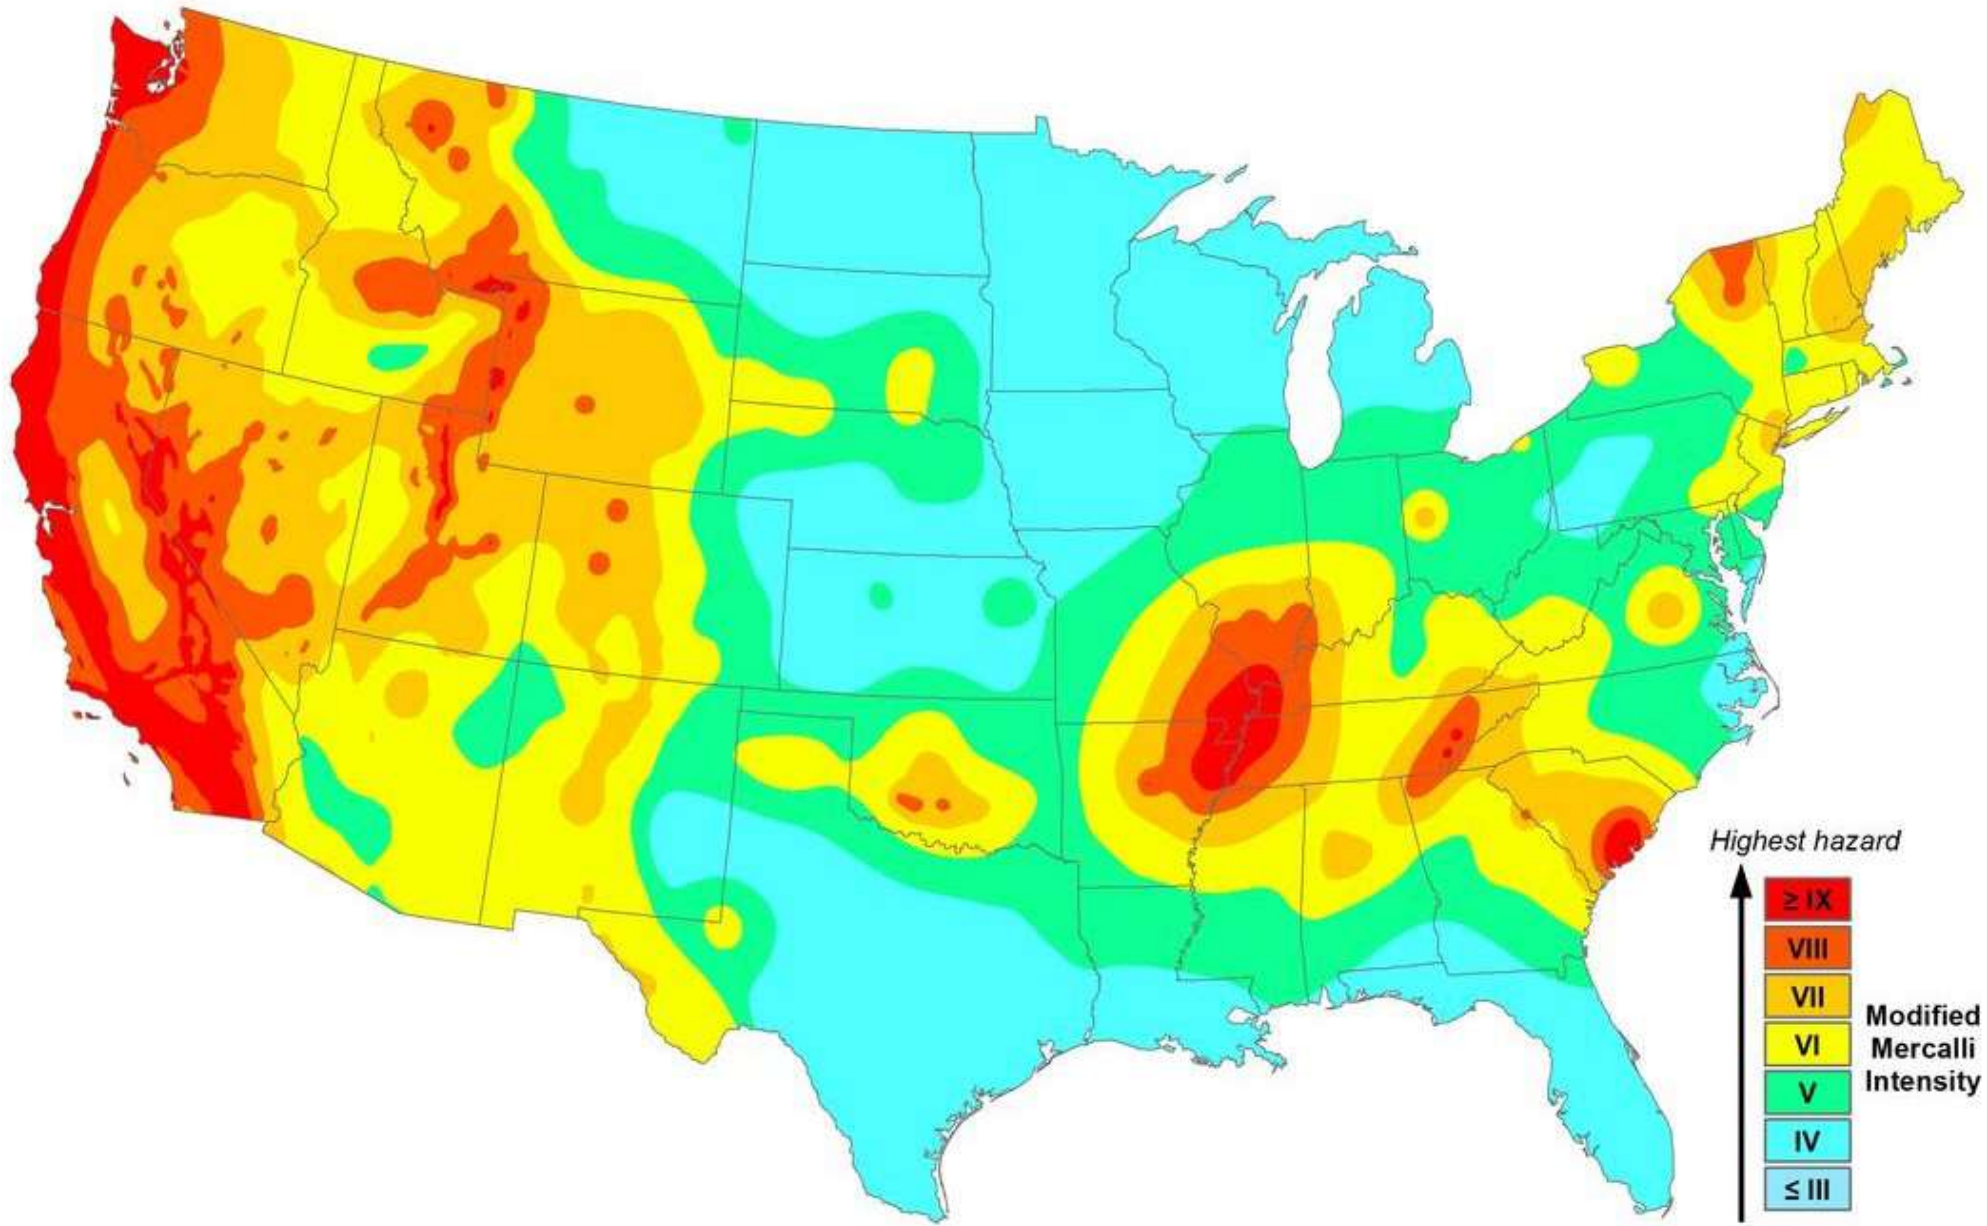 Highest hazard
≥ IX
VIII
VII
VI
V
IV
≤ III
Modified
Mercalli
Intensity